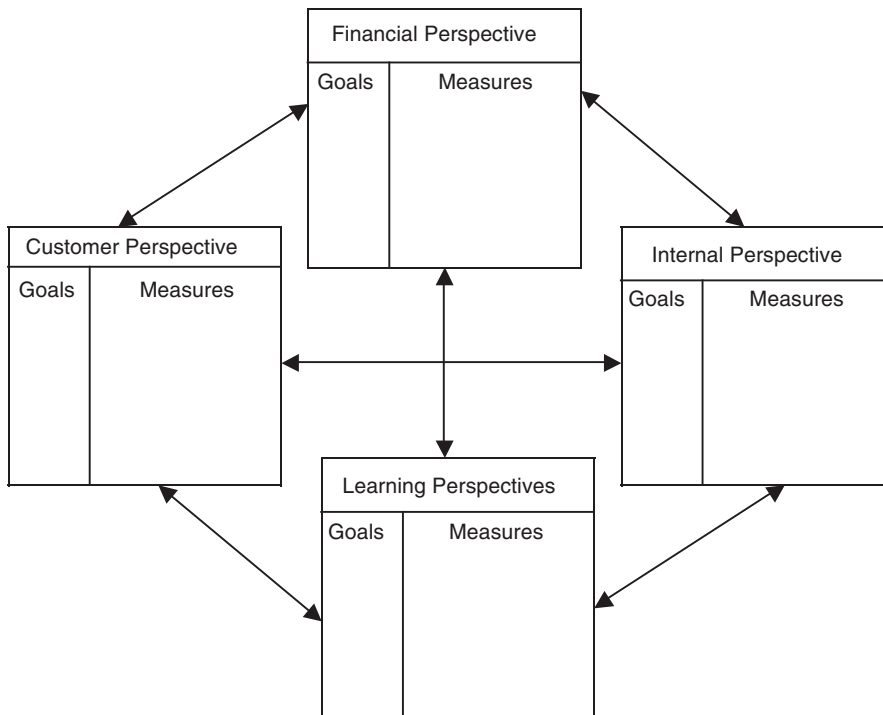 Financial Perspective
Goals Measures
Customer Perspective
Goals Measures
Internal Perspective
Goals Measures
Learning Perspectives
Goals Measures